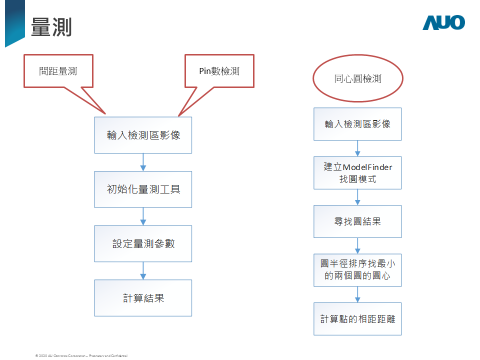 量測
AUO
間距量測
Pin數檢測
輸入檢測區影像
初始化量測工具
設定量測參數
計算結果
同心圓檢測
輸入檢測區影像
建立ModelFinder
找圓模式
尋找圓結果
圓半徑排序找最小
的兩個圓的圓心
計算點的相距距離